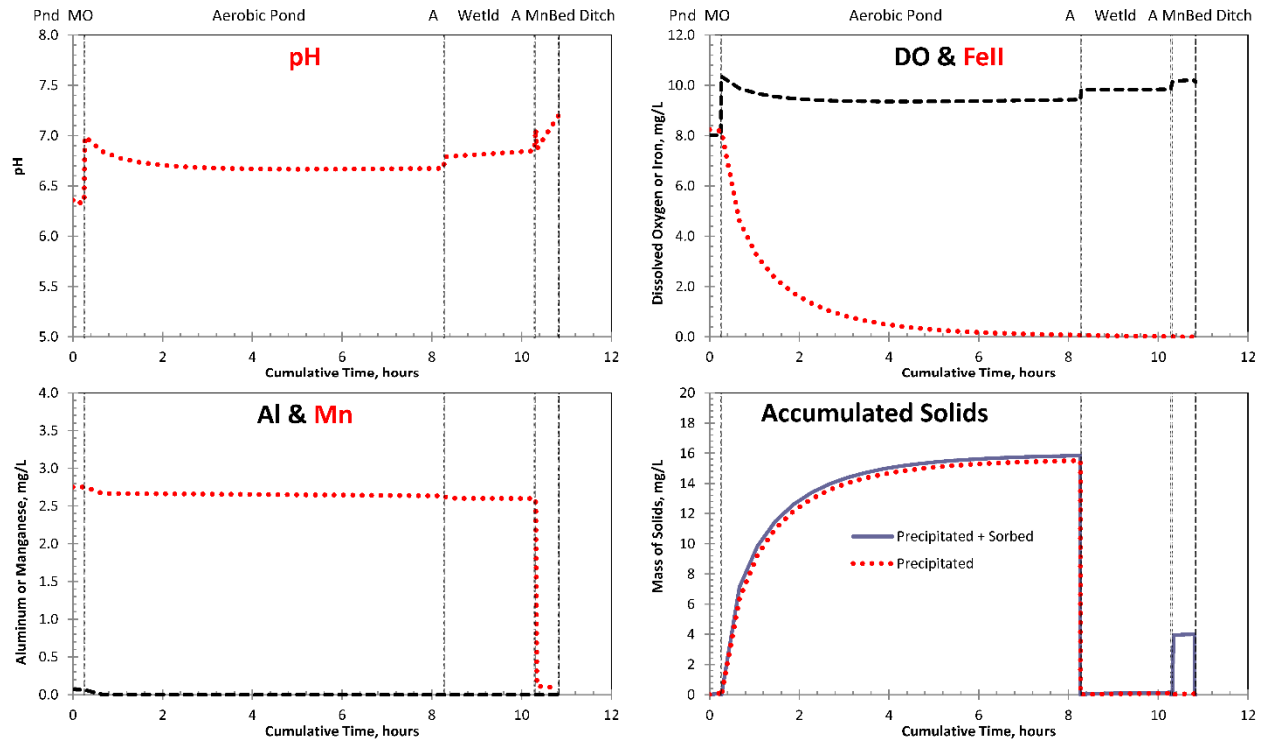 Pnd MO Aerobic Pond A Wetld A MnBed Ditch
8.0
7.5
7.0
6.5
6.0
5.5
5.0
pH
pH
0 2 4 6 8 10 12
Cumulative Time, hours
Pnd MO Aerobic Pond A Wetld A MnBed Ditch
12.0
10.0
8.0
6.0
4.0
2.0
0.0
Dissolved Oxygen or Iron, mg/L
DO & FeII
0 2 4 6 8 10 12
Cumulative Time, hours
4.0
3.5
3.0
2.5
2.0
1.5
1.0
0.5
0.0
Aluminum or Manganese, mg/L
Al & Mn
0 2 4 6 8 10 12
Cumulative Time, hours
20
18
16
14
12
10
8
6
4
2
0
Mass of Solids, mg/L
Accumulated Solids
Precipitated + Sorbed
Precipitated
0 2 4 6 8 10 12
Cumulative Time, hours